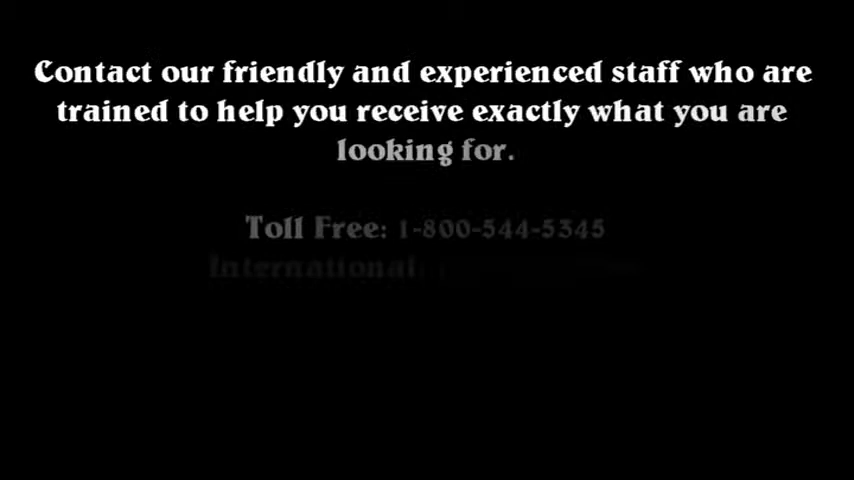 Contact our friendly and experienced staff who are
trained to help you receive exactly what you are
looking for.
Toll Free: 1-800-544-5345
International: